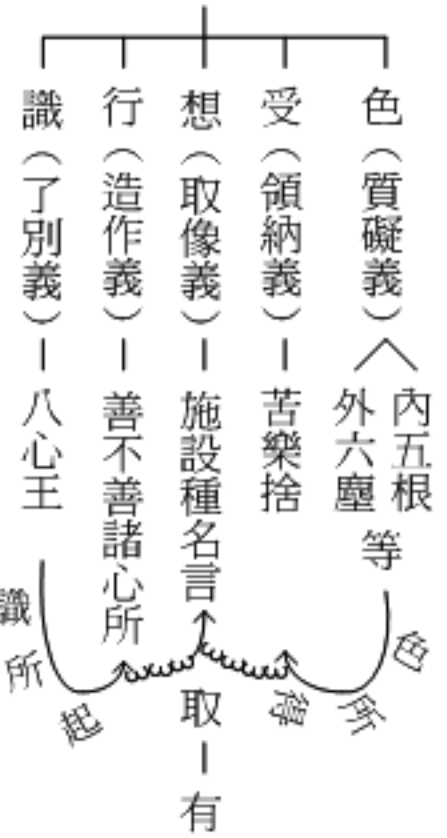 色（質礙義）
內五根
外六塵
等
受（領納義）
苦樂捨
想（取像義）
施設種名言
行（造作義）
善不善諸心所
識（了別義）
八心王
色所得
識所起
取
有